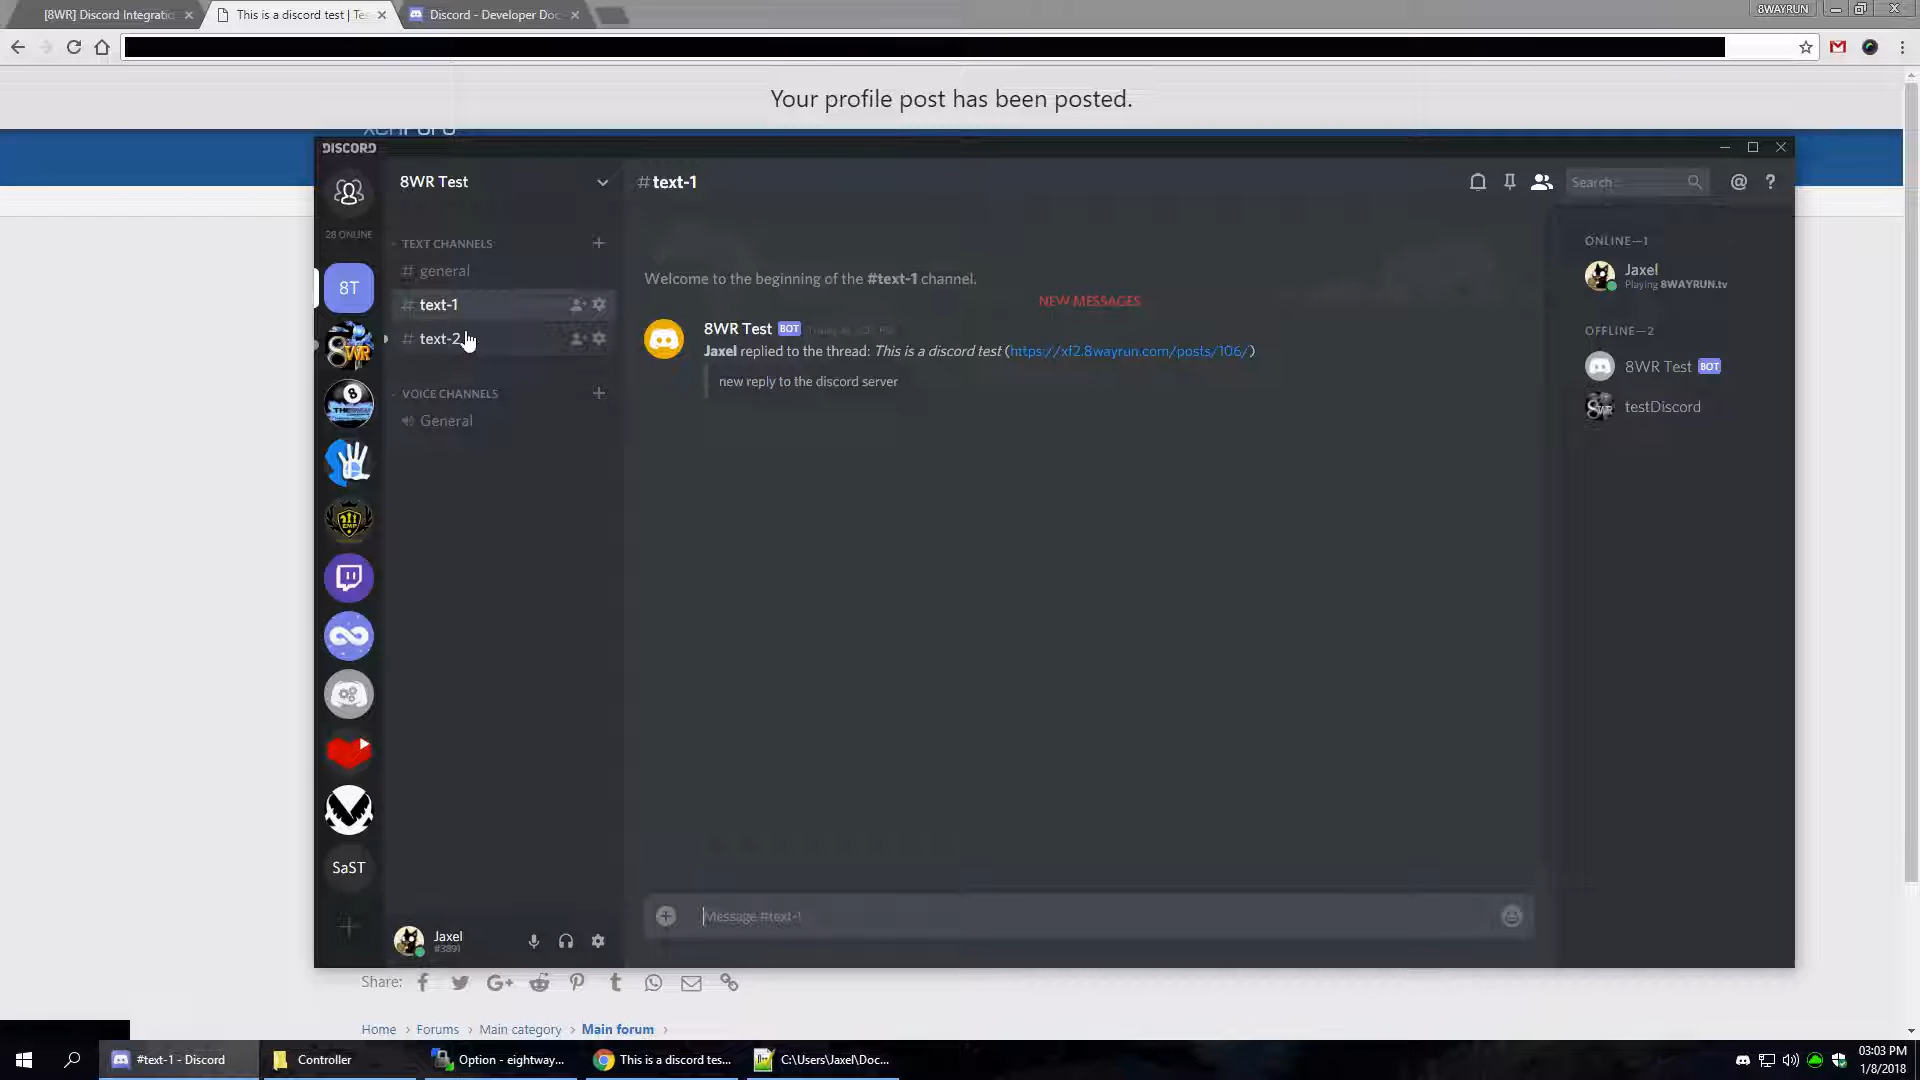 [8WR] Discord Integratio
This is a discord test | Te
Discord - Developer Doc
8WAYRUN
Your profile post has been posted.
DISCORD
8WR Test
#text-1
Search
28 ONLINE
TEXT CHANNELS
# general
# text-1
# text-2
VOICE CHANNELS
General
8T
8WR
SaST
Welcome to the beginning of the #text-1 channel.
NEW MESSAGES
8WR Test BOT
Jaxel replied to the thread: This is a discord test (https://xf2.8wayrun.com/posts/106/)
new reply to the discord server
ONLINE—1
Jaxel
Playing 8WAYRUN.tv
OFFLINE—2
8WR Test BOT
testDiscord
Message #text-1
Jaxel
#3891
Share:
Home > Forums > Main category > Main forum >
#text-1 - Discord
Controller
Option - eightway...
This is a discord tes...
C:\Users\Jaxel\Doc...
03:03 PM
1/8/2018